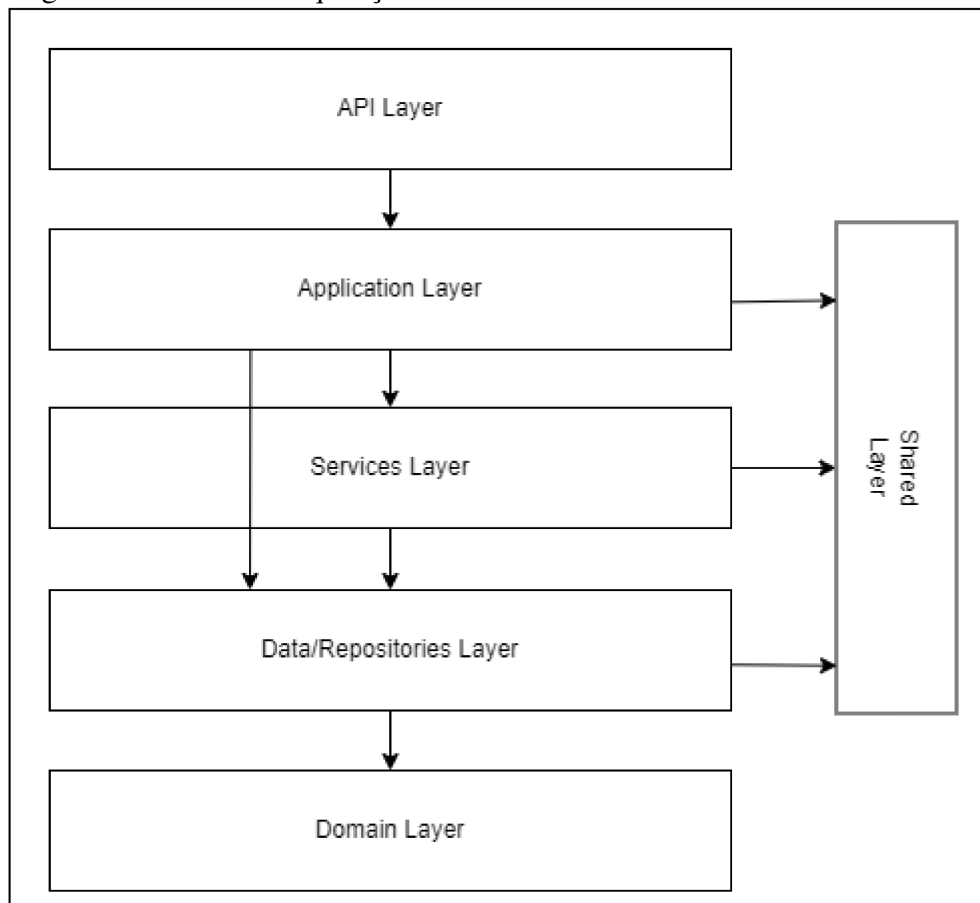 API Layer
Application Layer
Services Layer
Shared
Layer
Data/Repositories Layer
Domain Layer